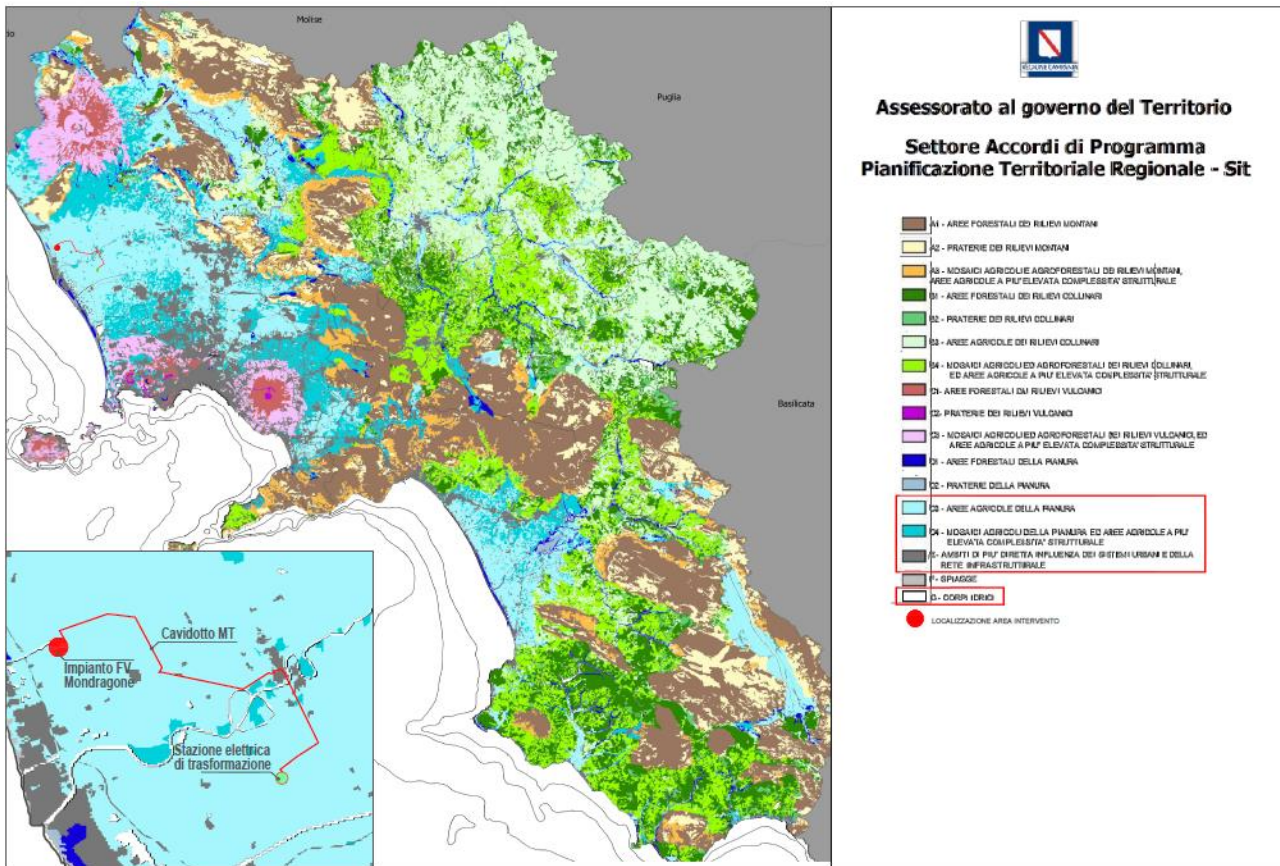 Molise
Puglia
Basilicata
Cavidotto MT
Impianto FV
Mondragone
Stazione elettrica
di trasformazione
REGIONE CAMPANIA
Assessorato al governo del Territorio
Settore Accordi di Programma
Pianificazione Territoriale Regionale - Sit
A1 - AREE FORESTALI DEI RILIEVI MONTANI
A2 - PRATERIE DEI RILIEVI MONTANI
A3 - MOSAICI AGRICOLI E AGROFORESTALI DEI RILIEVI MONTANI,
AREE AGRICOLE A PIU' ELEVATA COMPLESSITA' STRUTTURALE
B1 - AREE FORESTALI DEI RILIEVI COLLINARI
B2 - PRATERIE DEI RILIEVI COLLINARI
B3 - AREE AGRICOLE DEI RILIEVI COLLINARI
B4 - MOSAICI AGRICOLI ED AGROFORESTALI DEI RILIEVI COLLINARI,
ED AREE AGRICOLE A PIU' ELEVATA COMPLESSITA' STRUTTURALE
C1- AREE FORESTALI DEI RILIEVI VULCANICI
C2- PRATERIE DEI RILIEVI VULCANICI
C3 - MOSAICI AGRICOLI ED AGROFORESTALI DEI RILIEVI VULCANICI, ED
AREE AGRICOLE A PIU' ELEVATA COMPLESSITA' STRUTTURALE
D1 - AREE FORESTALI DELLA PIANURA
D2 - PRATERIE DELLA PIANURA
D3 - AREE AGRICOLE DELLA PIANURA
D4 - MOSAICI AGRICOLI DELLA PIANURA ED AREE AGRICOLE A PIU'
ELEVATA COMPLESSITA' STRUTTURALE
E - AMBITI DI PIU' DIRETTA INFLUENZA DEI SISTEMI URBANI E DELLA
RETE INFRASTRUTTURALE
F - SPIAGGE
G - CORPI IDRICI
LOCALIZZAZIONE AREA INTERVENTO